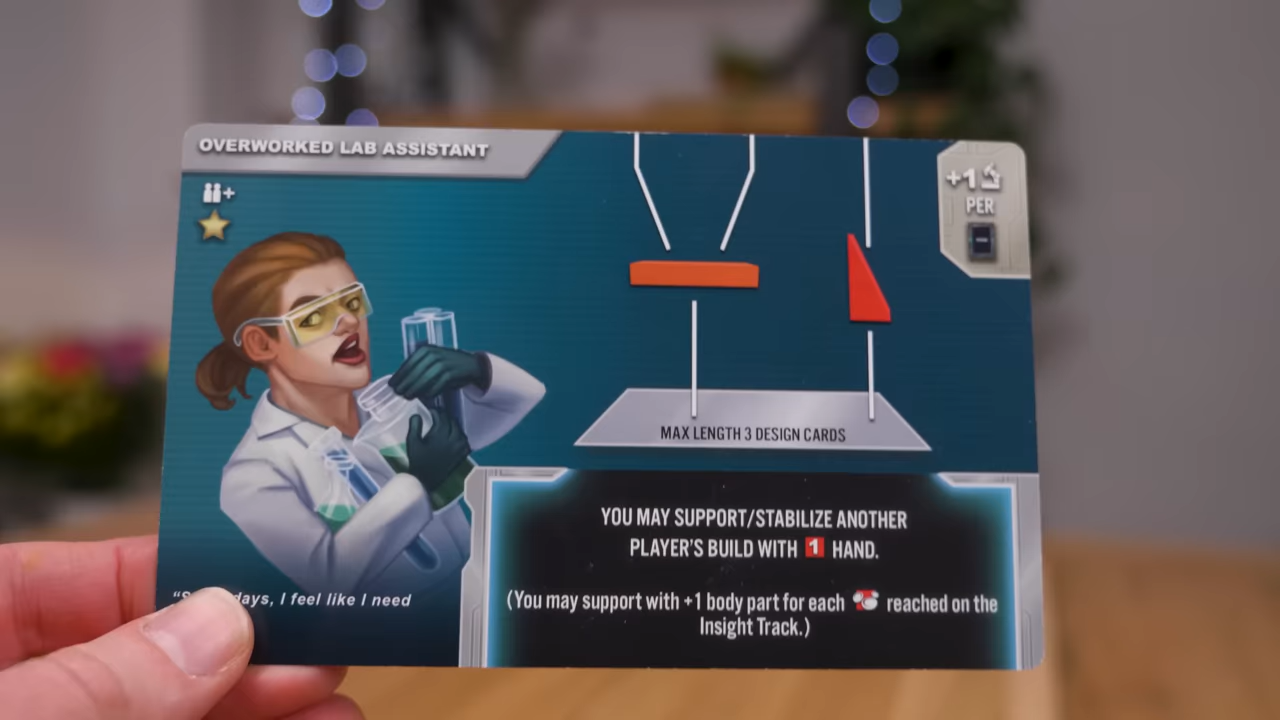 OVERWORKED LAB ASSISTANT
+
+1
PER
MAX LENGTH 3 DESIGN CARDS
YOU MAY SUPPORT/STABILIZE ANOTHER
PLAYER'S BUILD WITH 1 HAND.
(You may support with +1 body part for each reached on the
Insight Track.)
days, I feel like I need